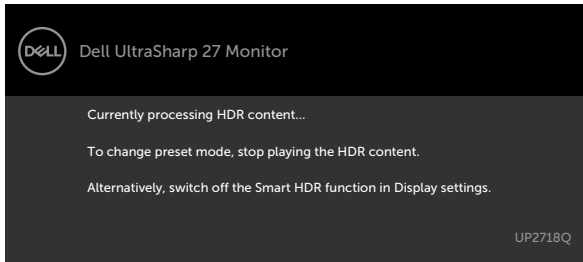 DELL Dell UltraSharp 27 Monitor
Currently processing HDR content...
To change preset mode, stop playing the HDR content.
Alternatively, switch off the Smart HDR function in Display settings.
UP2718Q